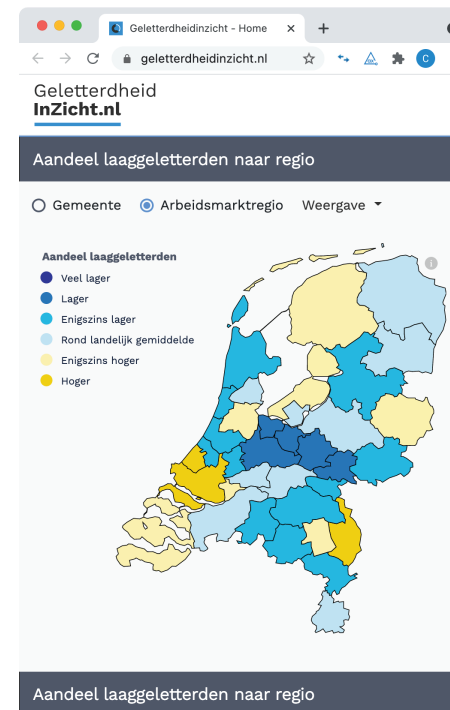 Geletterdheidinzicht - Home
geletterdheidinzicht.nl
C
Geletterdheid
InZicht.nl
Aandeel laaggeletterden naar regio
Gemeente Arbeidsmarktregio Weergave
Aandeel laaggeletterden
Veel lager
Lager
Enigszins lager
Rond landelijk gemiddelde
Enigszins hoger
Hoger
i
Aandeel laaggeletterden naar regio